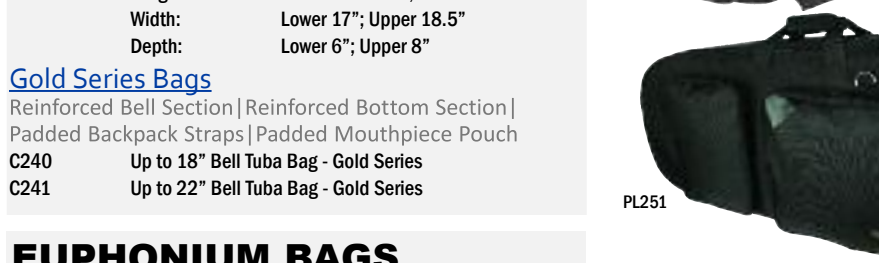 Width: Lower 17”; Upper 18.5”
Depth: Lower 6”; Upper 8”
Gold Series Bags
Reinforced Bell Section|Reinforced Bottom Section|
Padded Backpack Straps|Padded Mouthpiece Pouch
C240 Up to 18” Bell Tuba Bag - Gold Series
C241 Up to 22” Bell Tuba Bag - Gold Series
PL251
EUPHONIUM BAGS